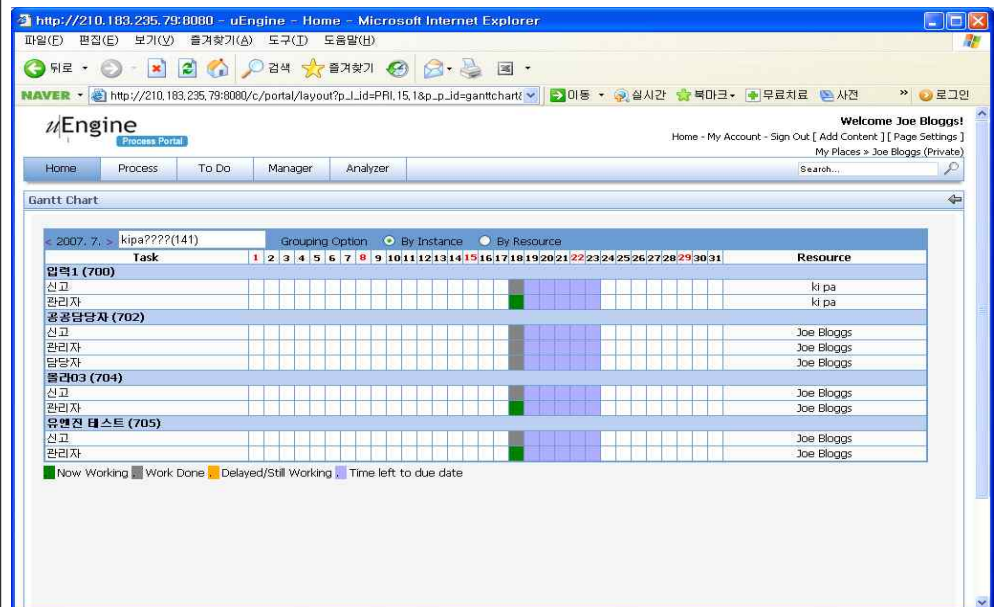 http://210.183.235.79:8080 - uEngine - Home - Microsoft Internet Explorer
파일(F) 편집(E) 보기(V) 즐겨찾기(A) 도구(T) 도움말(H)
뒤로 검색 즐겨찾기
NAVER http://210.183.235.79:8080/c/portal/layout?p_l_id=PRI.15.1&p_p_id=ganttchart 이동 실시간 북마크 무료치료 사전 » 로그인
uEngine
Process Portal
Welcome Joe Bloggs!
Home - My Account - Sign Out [ Add Content ] [ Page Settings ]
My Places » Joe Bloggs (Private)
Home Process To Do Manager Analyzer Search...
Gantt Chart
< 2007. 7. > kipa????(141) Grouping Option By Instance By Resource
Task 1 2 3 4 5 6 7 8 9 10 11 12 13 14 15 16 17 18 19 20 21 22 23 24 25 26 27 28 29 30 31 Resource
입력1 (700)
신고 ki pa
관리자 ki pa
공공담당자 (702)
신고 Joe Bloggs
관리자 Joe Bloggs
담당자 Joe Bloggs
몰라03 (704)
신고 Joe Bloggs
관리자 Joe Bloggs
유엔진 테스트 (705)
신고 Joe Bloggs
관리자 Joe Bloggs
Now Working , Work Done , Delayed/Still Working , Time left to due date